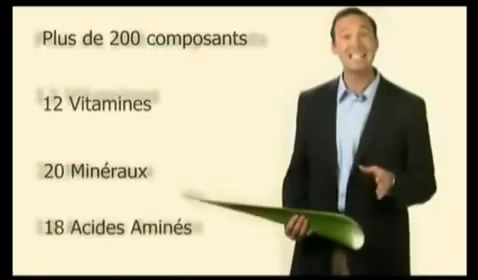 Plus de 200 composants
12 Vitamines
20 Minéraux
18 Acides Aminés